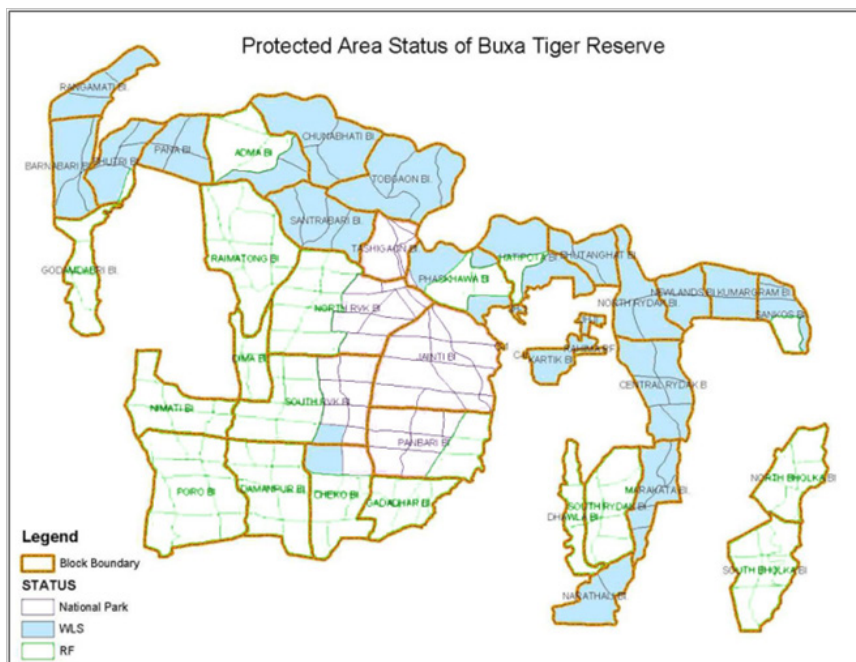 Protected Area Status of Buxa Tiger Reserve
RANGAMATI Bl.
CHUNABHATI Bl.
ADMA Bl
PANA Bl.
BARNABARI Bl.
BHUTRI Bl
TOBGAON Bl.
SANTRABARI Bl.
TASHIGAON Bl.
RAIMATONG Bl
GODAMDABRI Bl.
PHASKHAWA Bl
HATIPOTA Bl
BHUTANGHAT Bl
NEWLANDS Bl
KUMARGRAM Bl.
NORTH RYDAK Bl.
SANKOS Bl
NORTH RVK Bl
JAINTI Bl
RAHIMA RF
KARTIK Bl
DIMA Bl
CENTRAL RYDAK B
NIMATI Bl
SOUTH RVK Bl
PANBARI Bl
PORO Bl
DAMANPUR Bl
CHEKO Bl
GADADHAR Bl
MARAKATA Bl.
SOUTH RYDAK Bl
DHAWLA Bl
NORTH BHOLKA Bl
SOUTH BHOLKA Bl
NARATHALI Bl
Legend
Block Boundary
STATUS
National Park
WLS
RF